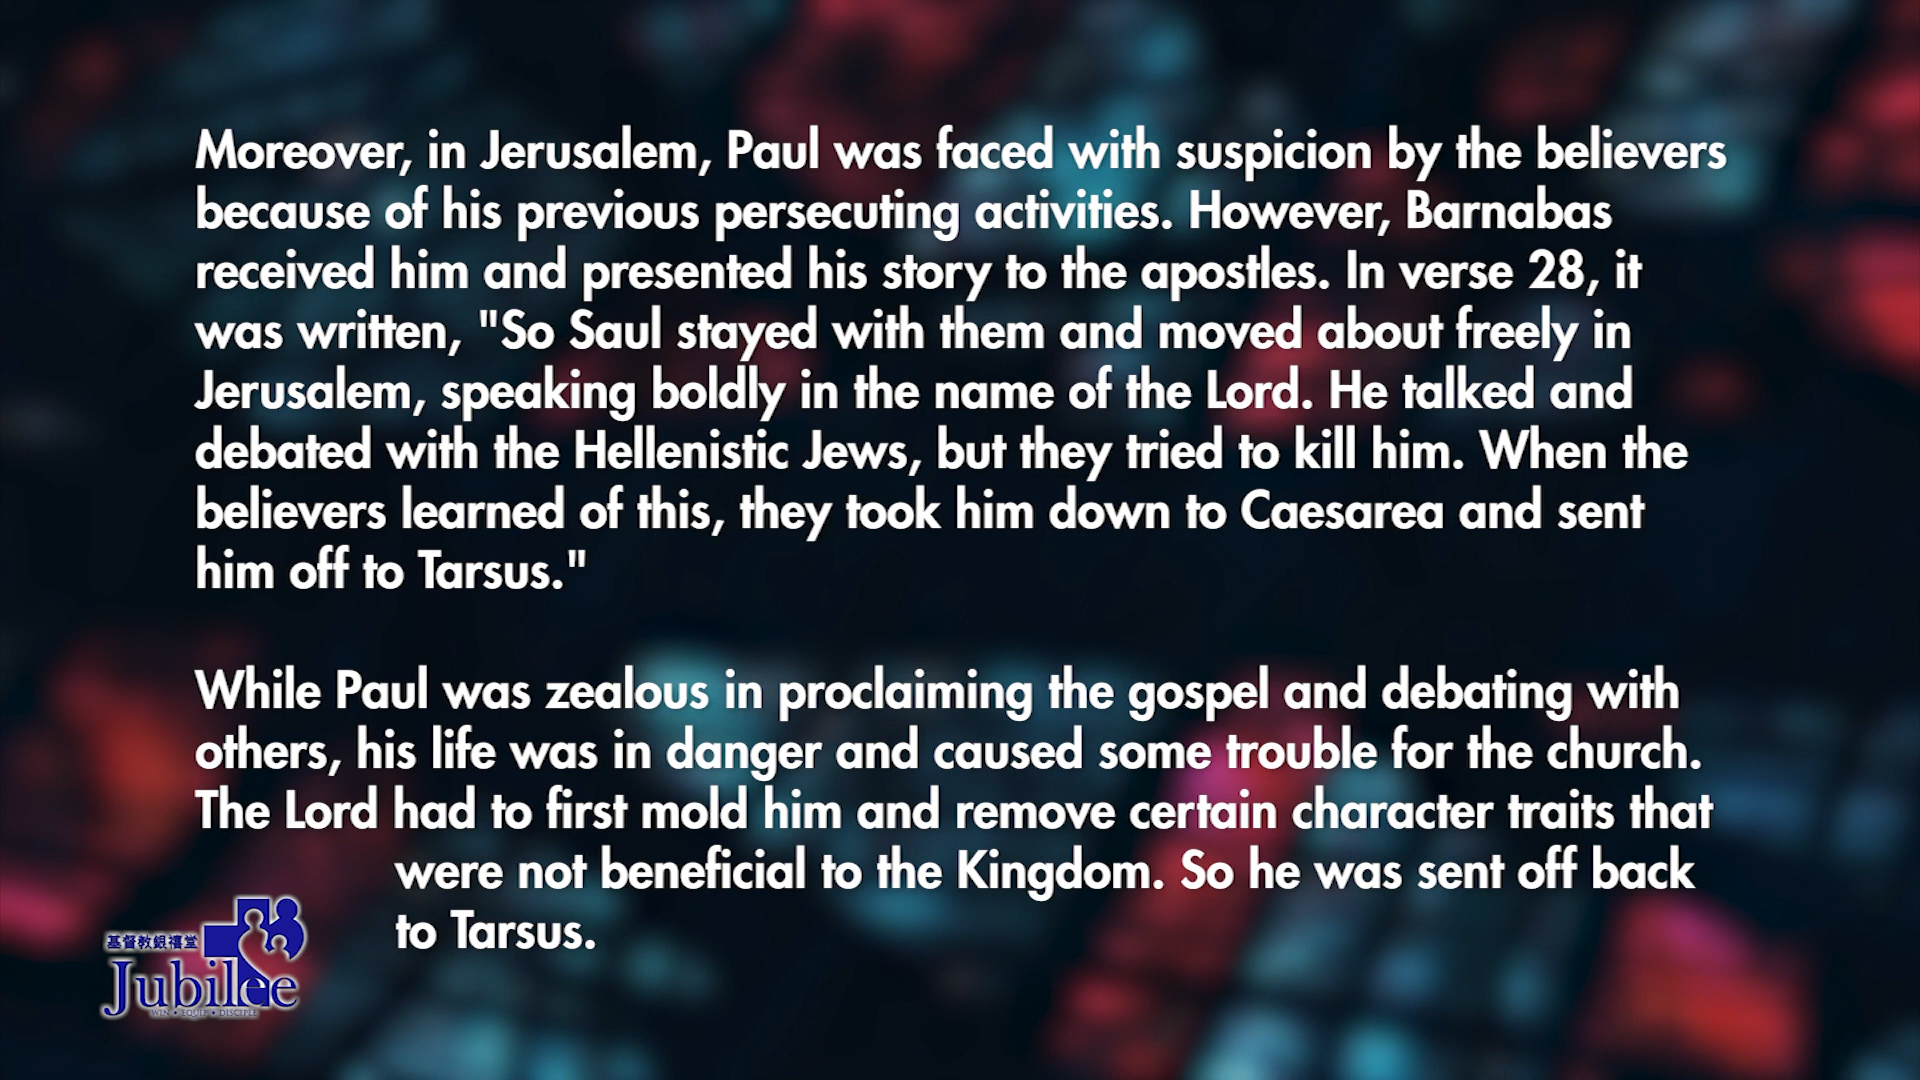 Moreover, in Jerusalem, Paul was faced with suspicion by the believers
because of his previous persecuting activities. However, Barnabas
received him and presented his story to the apostles. In verse 28, it
was written, "So Saul stayed with them and moved about freely in
Jerusalem, speaking boldly in the name of the Lord. He talked and
debated with the Hellenistic Jews, but they tried to kill him. When the
believers learned of this, they took him down to Caesarea and sent
him off to Tarsus."
While Paul was zealous in proclaiming the gospel and debating with
others, his life was in danger and caused some trouble for the church.
The Lord had to first mold him and remove certain character traits that
were not beneficial to the Kingdom. So he was sent off back
to Tarsus.
基督教銀禧堂
Jubilee
WIN • EQUIP • DISCIPLE